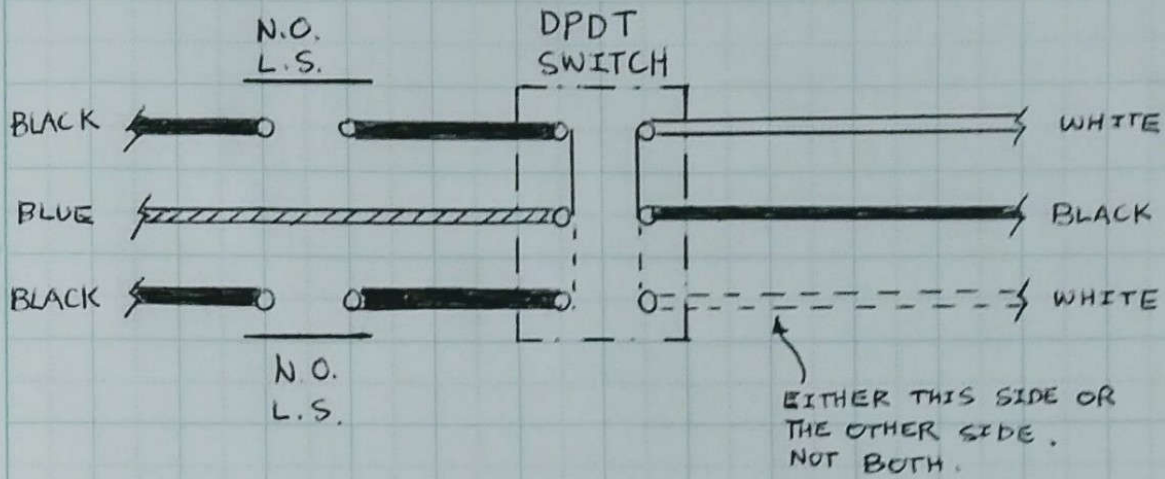 N.O.
L.S.
DPDT
SWITCH
BLACK
WHITE
BLUE
BLACK
BLACK
WHITE
N.O.
L.S.
EITHER THIS SIDE OR
THE OTHER SIDE.
NOT BOTH.